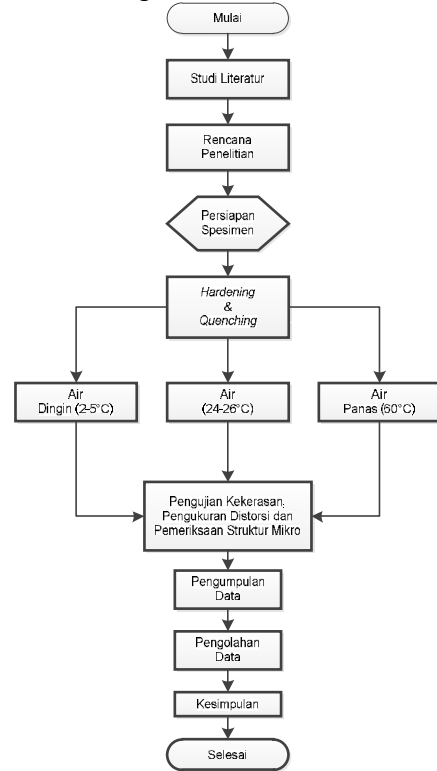 Mulai
Studi Literatur
Rencana
Penelitian
Persiapan
Spesimen
Hardening
&
Quenching
Air
Dingin (2-5°C)
Air
(24-26°C)
Air
Panas (60°C)
Pengujian Kekerasan,
Pengukuran Distorsi dan
Pemeriksaan Struktur Mikro
Pengumpulan
Data
Pengolahan
Data
Kesimpulan
Selesai